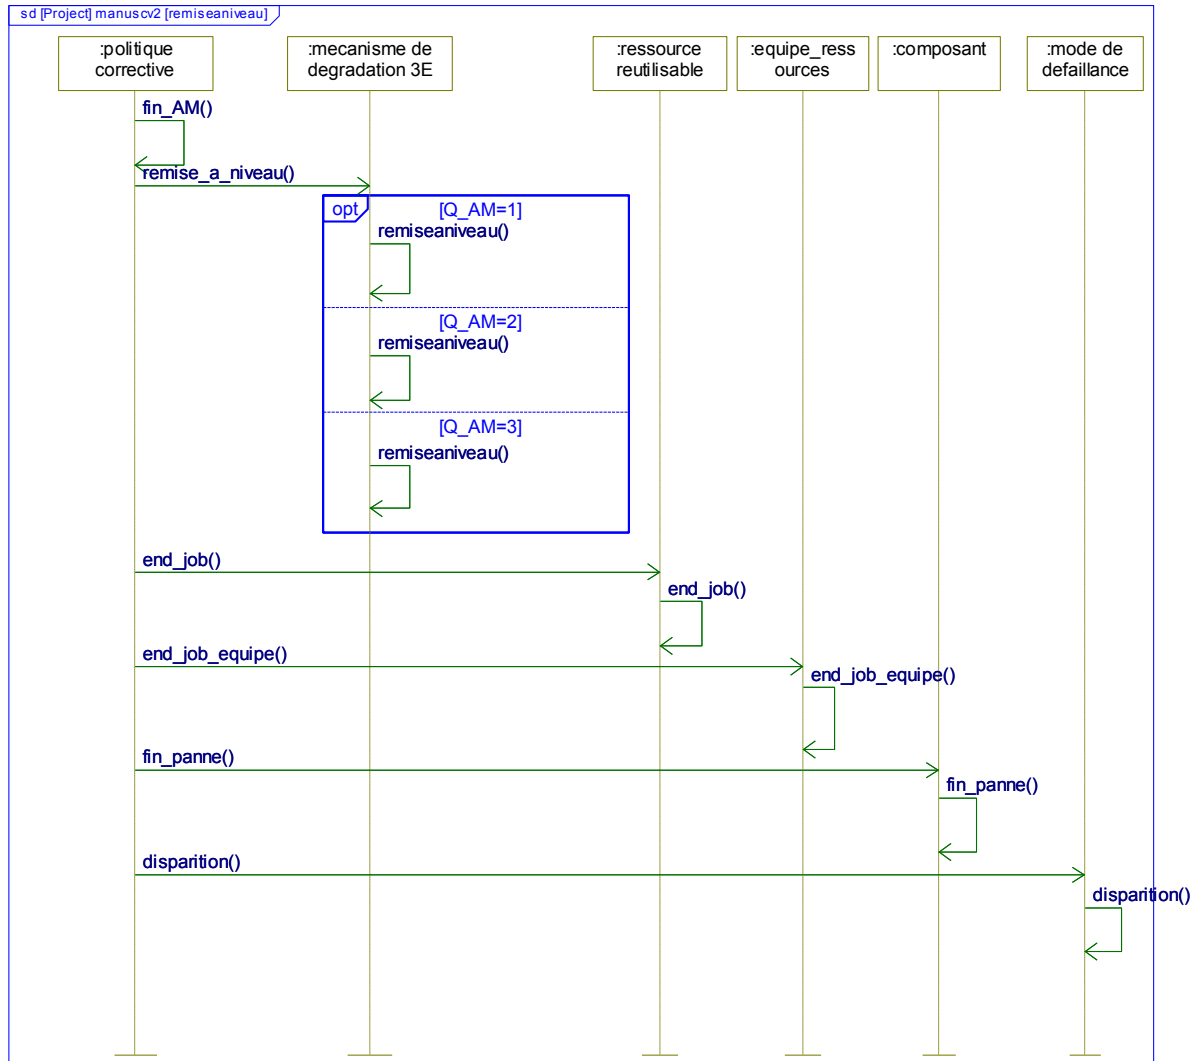 sd [Project] manuscv2 [remiseaniveau]
:politique
corrective
:mecanisme de
degradation 3E
:ressource
reutilisable
:equipe_ress
ources
:composant
:mode de
defaillance
fin_AM()
remise_a_niveau()
opt
[Q_AM=1]
remiseaniveau()
[Q_AM=2]
remiseaniveau()
[Q_AM=3]
remiseaniveau()
end_job()
end_job()
end_job_equipe()
end_job_equipe()
fin_panne()
fin_panne()
disparition()
disparition()